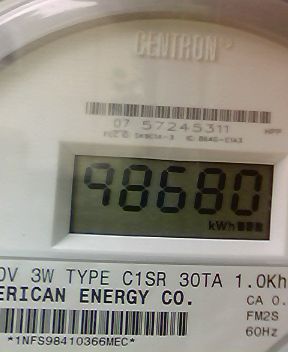 CENTRON
07 57245311
98680
kWh
0V 3W TYPE C1SR 30TA 1.0Kh
ERICAN ENERGY CO. CA 0.
FM2S
*1NFS98410366MEC* 60Hz